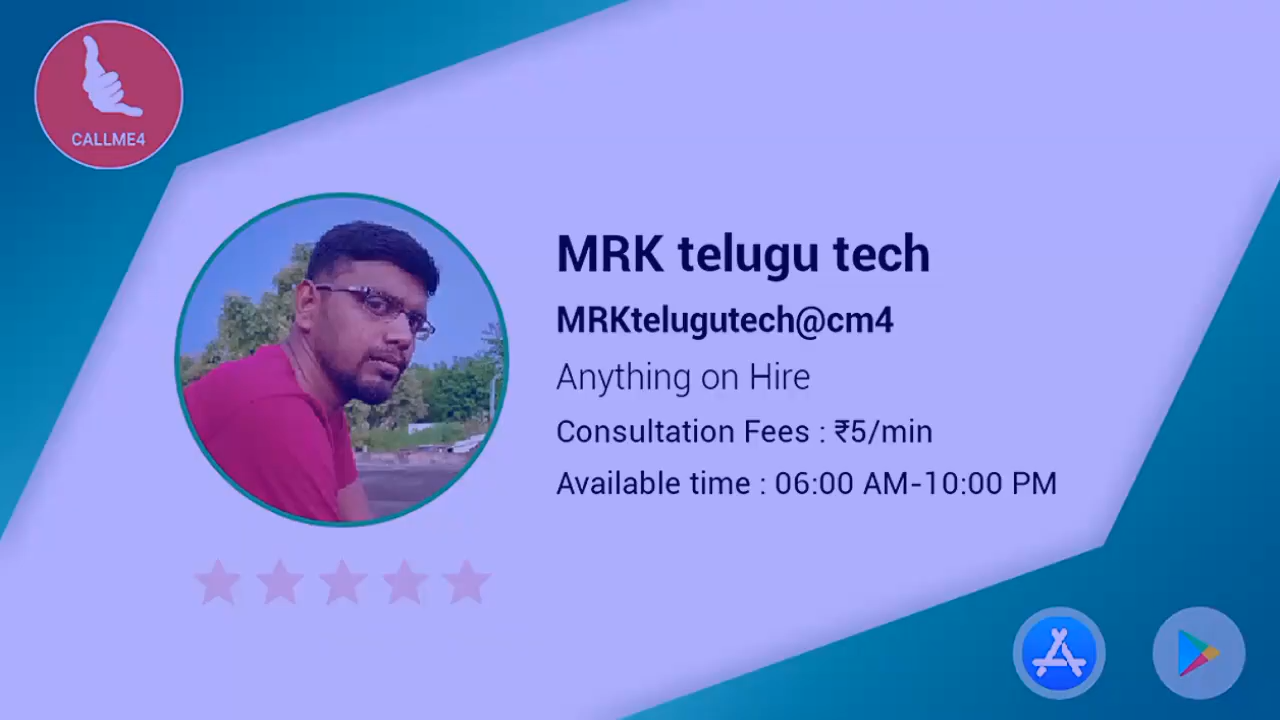 CALLME4
MRK telugu tech
MRKtelugutech@cm4
Anything on Hire
Consultation Fees : ₹5/min
Available time : 06:00 AM-10:00 PM